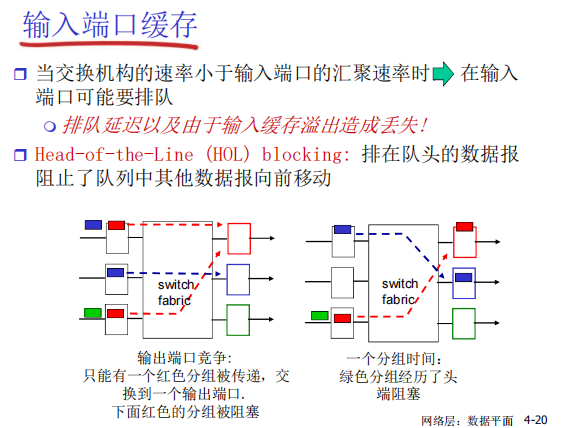 输入端口缓存
当交换机构的速率小于输入端口的汇聚速率时 在输入
端口可能要排队
排队延迟以及由于输入缓存溢出造成丢失!
Head-of-the-Line (HOL) blocking: 排在队头的数据报
阻止了队列中其他数据报向前移动
switch
fabric
输出端口竞争:
只能有一个红色分组被传递,交
换到一个输出端口.
下面红色的分组被阻塞
switch
fabric
一个分组时间:
绿色分组经历了头
端阻塞
网络层:数据平面 4-20